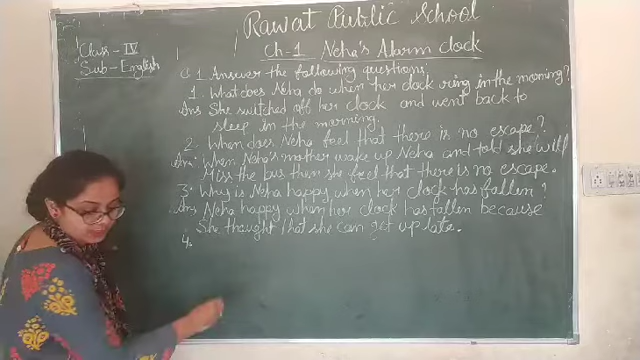 Rawat Public School
Class - IV
Ch-1 Neha's Alarm clock
Sub - English
Q.1 Answer the following questions:
1. What does Neha do when her clock ring in the morning?
Ans She switched off her clock and went back to
sleep in the morning.
2. When does Neha feel that there is no escape?
Ans When Neha's mother wake up Neha and told she will
Miss the bus then she feel that there is no escape.
3. Why is Neha happy when her clock has fallen?
Ans Neha happy when her clock has fallen because
She thought that she can get up late.
4.